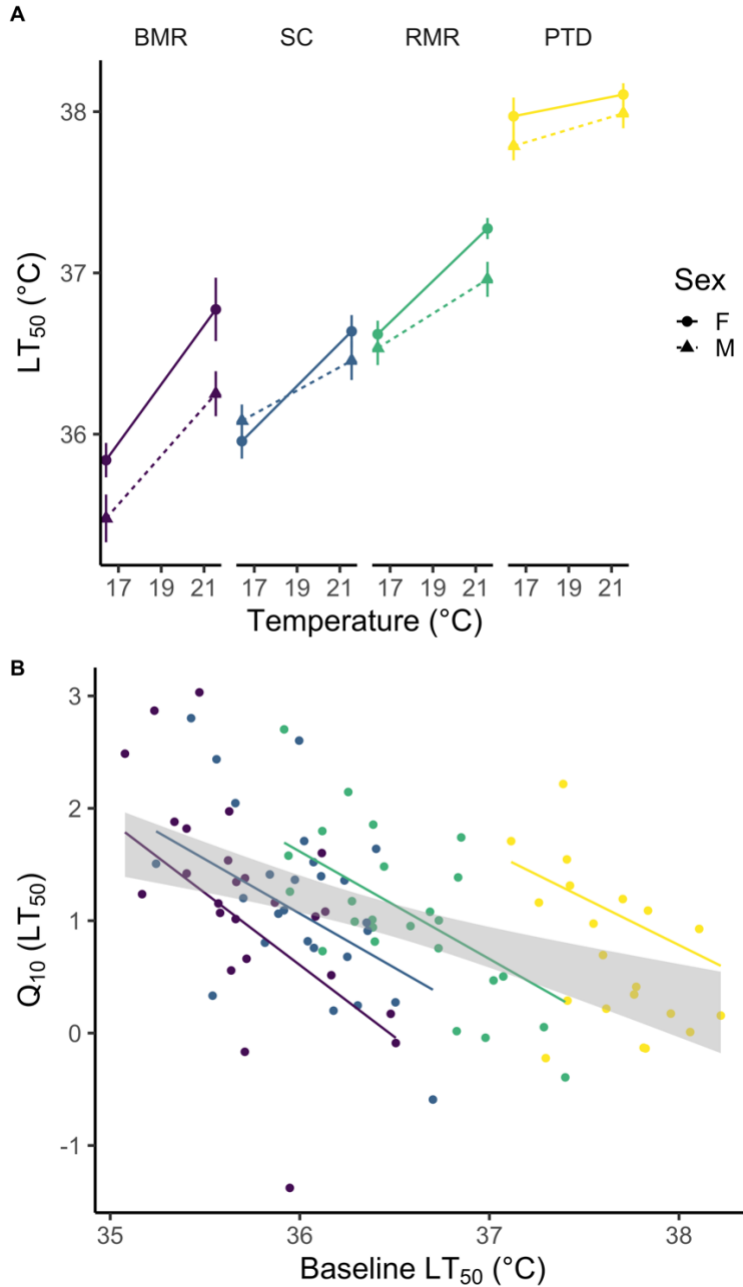 A
BMR SC RMR PTD
38
37
36
LT50 (°C)
17 19 21 17 19 21 17 19 21 17 19 21
Temperature (°C)
Sex
F
M
B
3
2
1
0
-1
Q10 (LT50)
35 36 37 38
Baseline LT50 (°C)